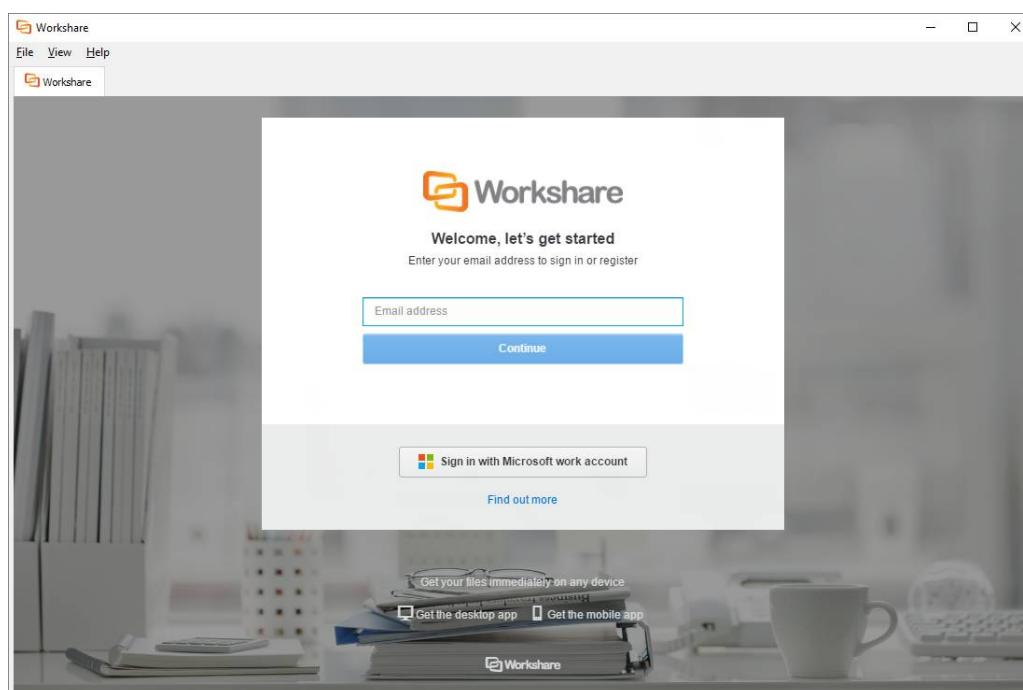 Workshare
File View Help
Workshare
Workshare
Welcome, let's get started
Enter your email address to sign in or register
Email address
Continue
Sign in with Microsoft work account
Find out more
Get your files immediately on any device
Get the desktop app Get the mobile app
Workshare